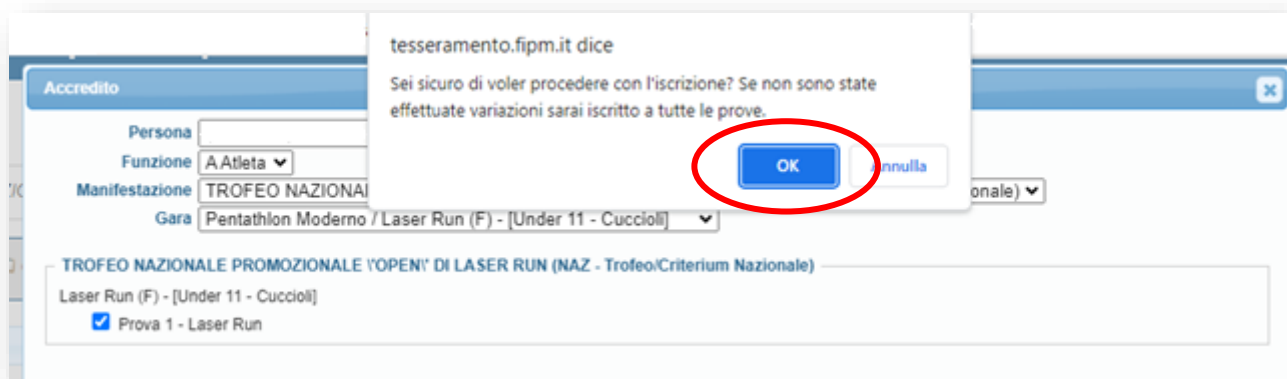 tesseramento.fipm.it dice
Sei sicuro di voler procedere con l'iscrizione? Se non sono state
effettuate variazioni sarai iscritto a tutte le prove.
OK
Annulla
Accredito
Persona
Funzione A Atleta
Manifestazione TROFEO NAZIONAL onale)
Gara Pentathlon Moderno / Laser Run (F) - [Under 11 - Cuccioli]
TROFEO NAZIONALE PROMOZIONALE \"OPEN\" DI LASER RUN (NAZ - Trofeo/Criterium Nazionale)
Laser Run (F) - [Under 11 - Cuccioli]
Prova 1 - Laser Run